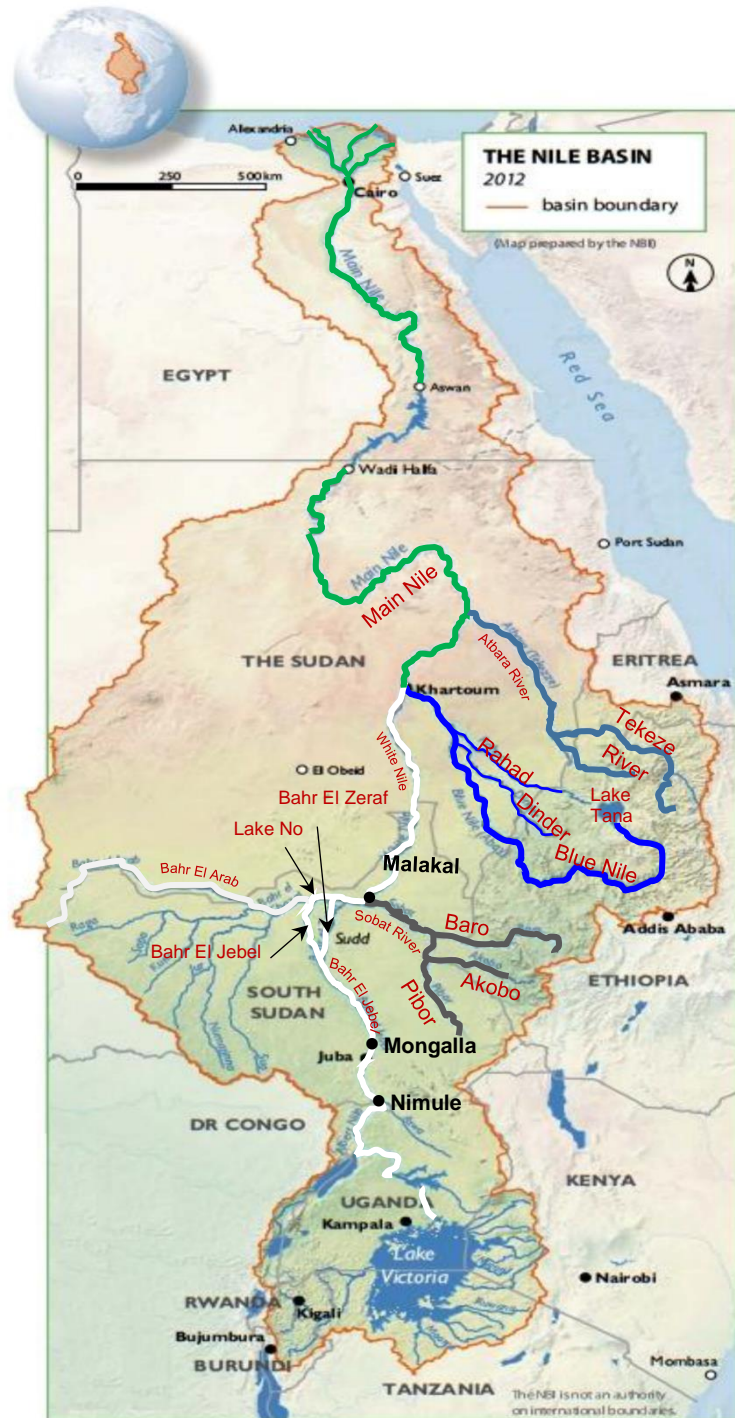 Alexandria
0 250 500km
Suez
Cairo
THE NILE BASIN
2012
basin boundary
(Map prepared by the NBI)
N
Main Nile
EGYPT
Red Sea
Aswan
Wadi Halfa
Port Sudan
Main Nile
Main Nile
THE SUDAN
Atbara River
ERITREA
Asmara
Khartoum
Tekeze
River
White Nile
Rahad
El Obeid
Bahr El Zeraf
Lake
Tana
Dinder
Lake No
Blue Nile
Malakal
Bahr El Arab
Baro
Addis Ababa
Sobat River
Bahr El Jebel
Sudd
Akobo
ETHIOPIA
Pibor
Bahr El Jebel
SOUTH
SUDAN
Mongalla
Juba
Nimule
DR CONGO
KENYA
UGANDA
Kampala
Lake
Victoria
Nairobi
RWANDA
Kigali
Bujumbura
BURUNDI
Mombasa
TANZANIA
The NBI is not an authority
on international boundaries.